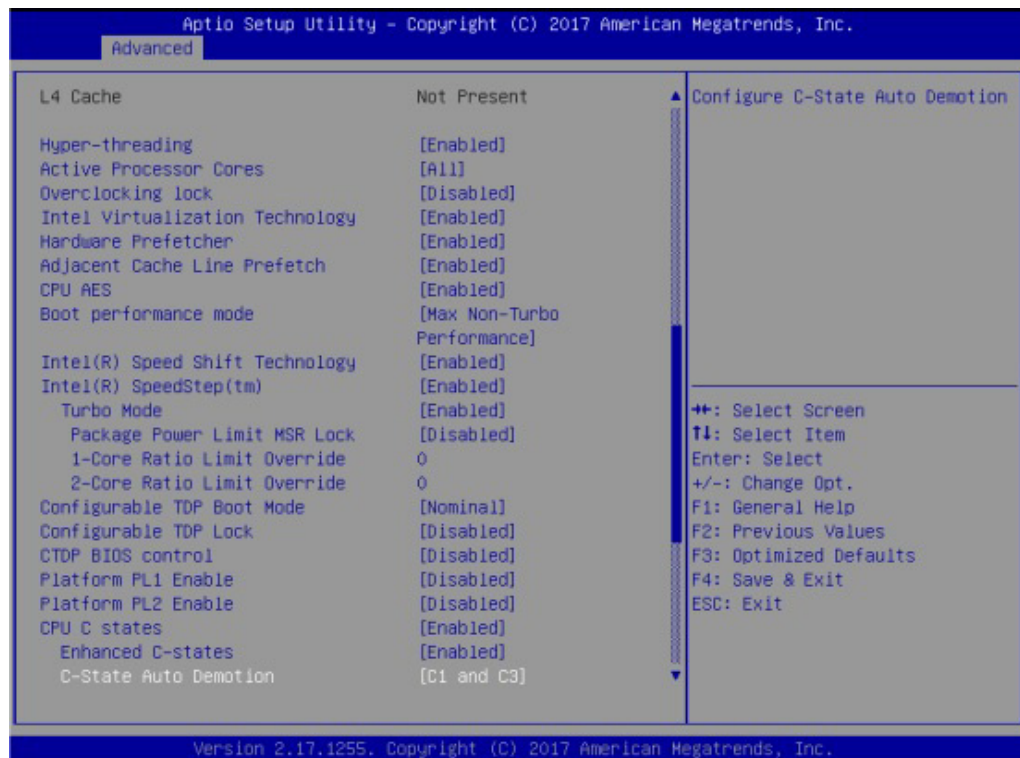 Aptio Setup Utility – Copyright (C) 2017 American Megatrends, Inc.
Advanced
L4 Cache Not Present
Hyper-threading [Enabled]
Active Processor Cores [All]
Overclocking lock [Disabled]
Intel Virtualization Technology [Enabled]
Hardware Prefetcher [Enabled]
Adjacent Cache Line Prefetch [Enabled]
CPU AES [Enabled]
Boot performance mode [Max Non-Turbo
Performance]
Intel(R) Speed Shift Technology [Enabled]
Intel(R) SpeedStep(tm) [Enabled]
Turbo Mode [Enabled]
Package Power Limit MSR Lock [Disabled]
1-Core Ratio Limit Override 0
2-Core Ratio Limit Override 0
Configurable TDP Boot Mode [Nominal]
Configurable TDP Lock [Disabled]
CTDP BIOS control [Disabled]
Platform PL1 Enable [Disabled]
Platform PL2 Enable [Disabled]
CPU C states [Enabled]
Enhanced C-states [Enabled]
C-State Auto Demotion [C1 and C3]
Configure C-State Auto Demotion
→←: Select Screen
↑↓: Select Item
Enter: Select
+/-: Change Opt.
F1: General Help
F2: Previous Values
F3: Optimized Defaults
F4: Save & Exit
ESC: Exit
Version 2.17.1255. Copyright (C) 2017 American Megatrends, Inc.